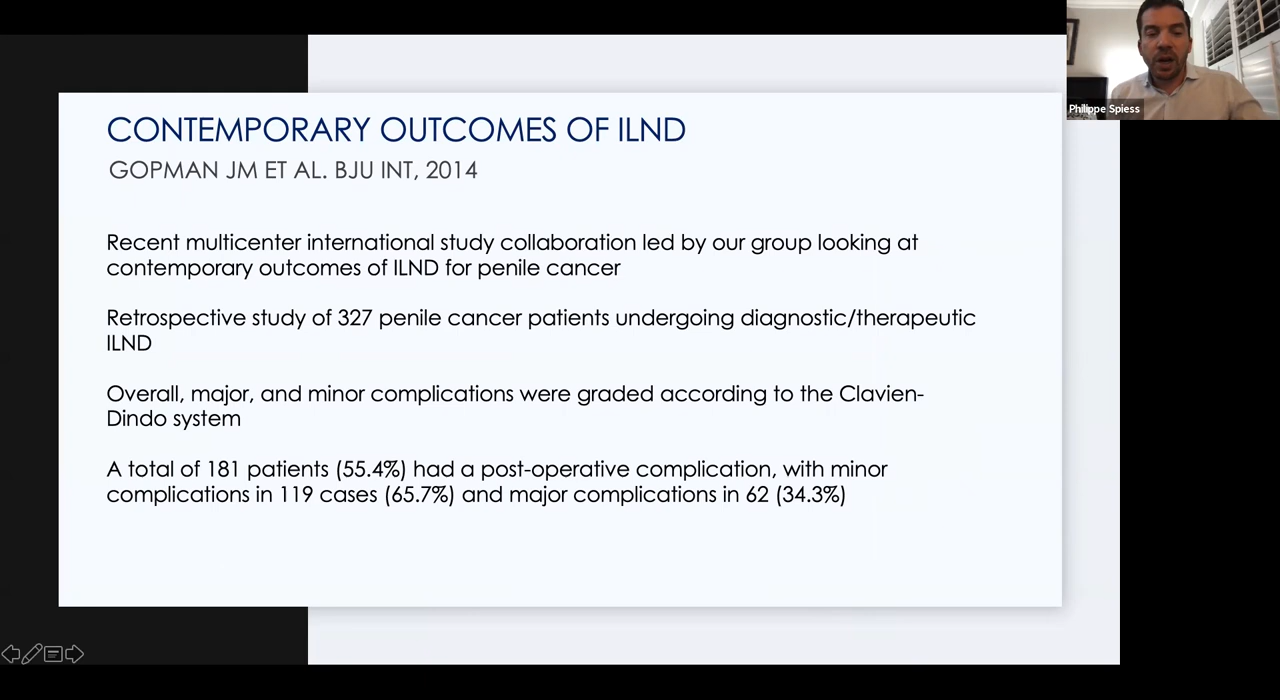 CONTEMPORARY OUTCOMES OF ILND
GOPMAN JM ET AL. BJU INT, 2014
Recent multicenter international study collaboration led by our group looking at
contemporary outcomes of ILND for penile cancer
Retrospective study of 327 penile cancer patients undergoing diagnostic/therapeutic
ILND
Overall, major, and minor complications were graded according to the Clavien-
Dindo system
A total of 181 patients (55.4%) had a post-operative complication, with minor
complications in 119 cases (65.7%) and major complications in 62 (34.3%)
Philippe Spiess